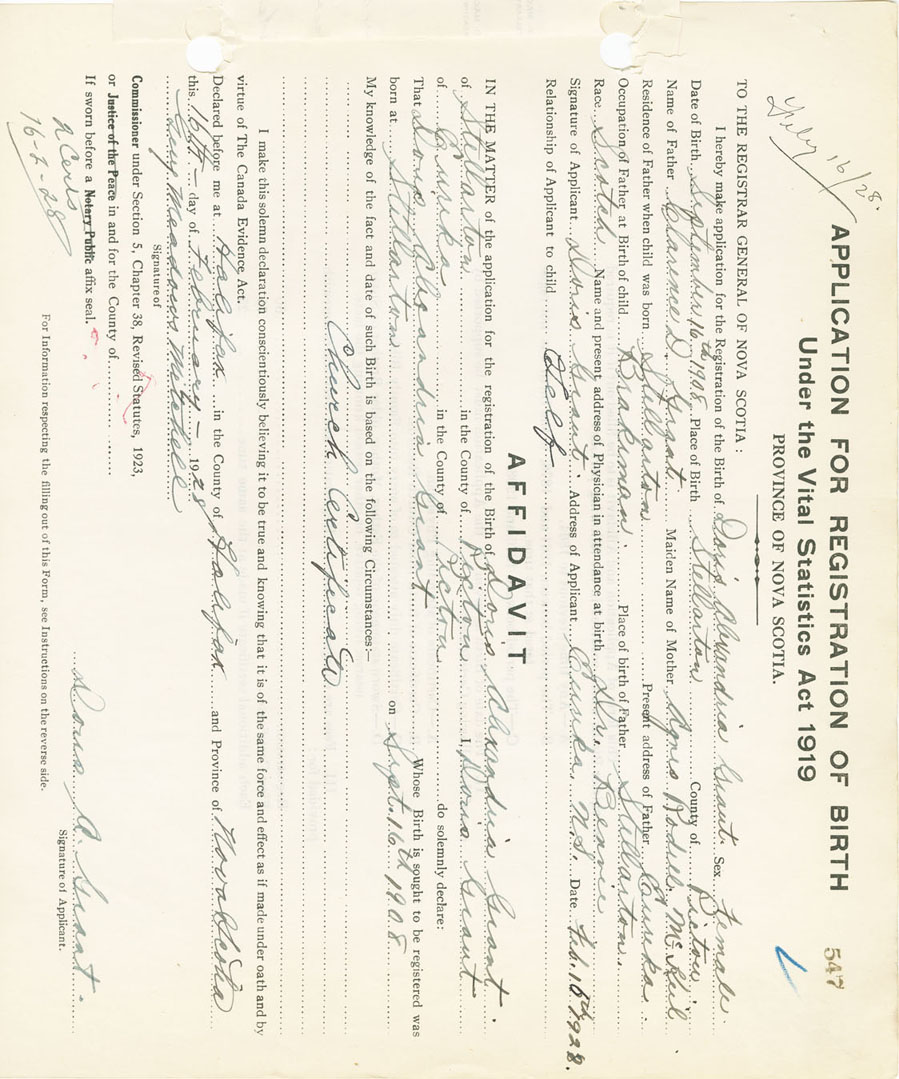 July 16/28.
APPLICATION FOR REGISTRATION OF BIRTH
547
Under the Vital Statistics Act 1919
PROVINCE OF NOVA SCOTIA.
TO THE REGISTRAR GENERAL OF NOVA SCOTIA :
I hereby make application for the Registration of the Birth of Doris Alexandria Grant. Sex Female.
Date of Birth September 16th 1908 Place of Birth Stellarton County of Pictou
Name of Father Clarence D. Grant Maiden Name of Mother Agnes
Residence of Father when child was born Stellarton Present address of Father Eureka.
Occupation of Father at Birth of child Brakeman. Place of birth of Father Stellarton
Race Scotch Name and present address of Physician in attendance at birth Dr.
Signature of Applicant Doris Grant. Address of Applicant Eureka, N.S. Date Feb. 16th 1928.
Relationship of Applicant to child Self
AFFIDAVIT
IN THE MATTER of the application for the registration of the Birth of Doris Alexandria Grant.
of Stellarton in the County of Pictou I, Doris Grant
of Eureka in the County of Pictou do solemnly declare:
That Doris Alexandria Grant Whose Birth is sought to be registered was
born at Stellarton on Sept. 16th 1908
My knowledge of the fact and date of such Birth is based on the following Circumstances:—
Church Certificate
I make this solemn declaration conscientiously believing it to be true and knowing that it is of the same force and effect as if made under oath and by
virtue of The Canada Evidence Act.
Declared before me at Halifax in the County of Halifax and Province of Nova Scotia
this 16th day of February 1928
Doris A. Grant.
Signature of Applicant.
Signature of
Commissioner under Section 5, Chapter 38, Revised Statutes, 1923,
or Justice of the Peace in and for the County of
If sworn before a Notary Public affix seal.
For Information respecting the filling out of this Form, see Instructions on the reverse side.
2 Certs
16-2-28